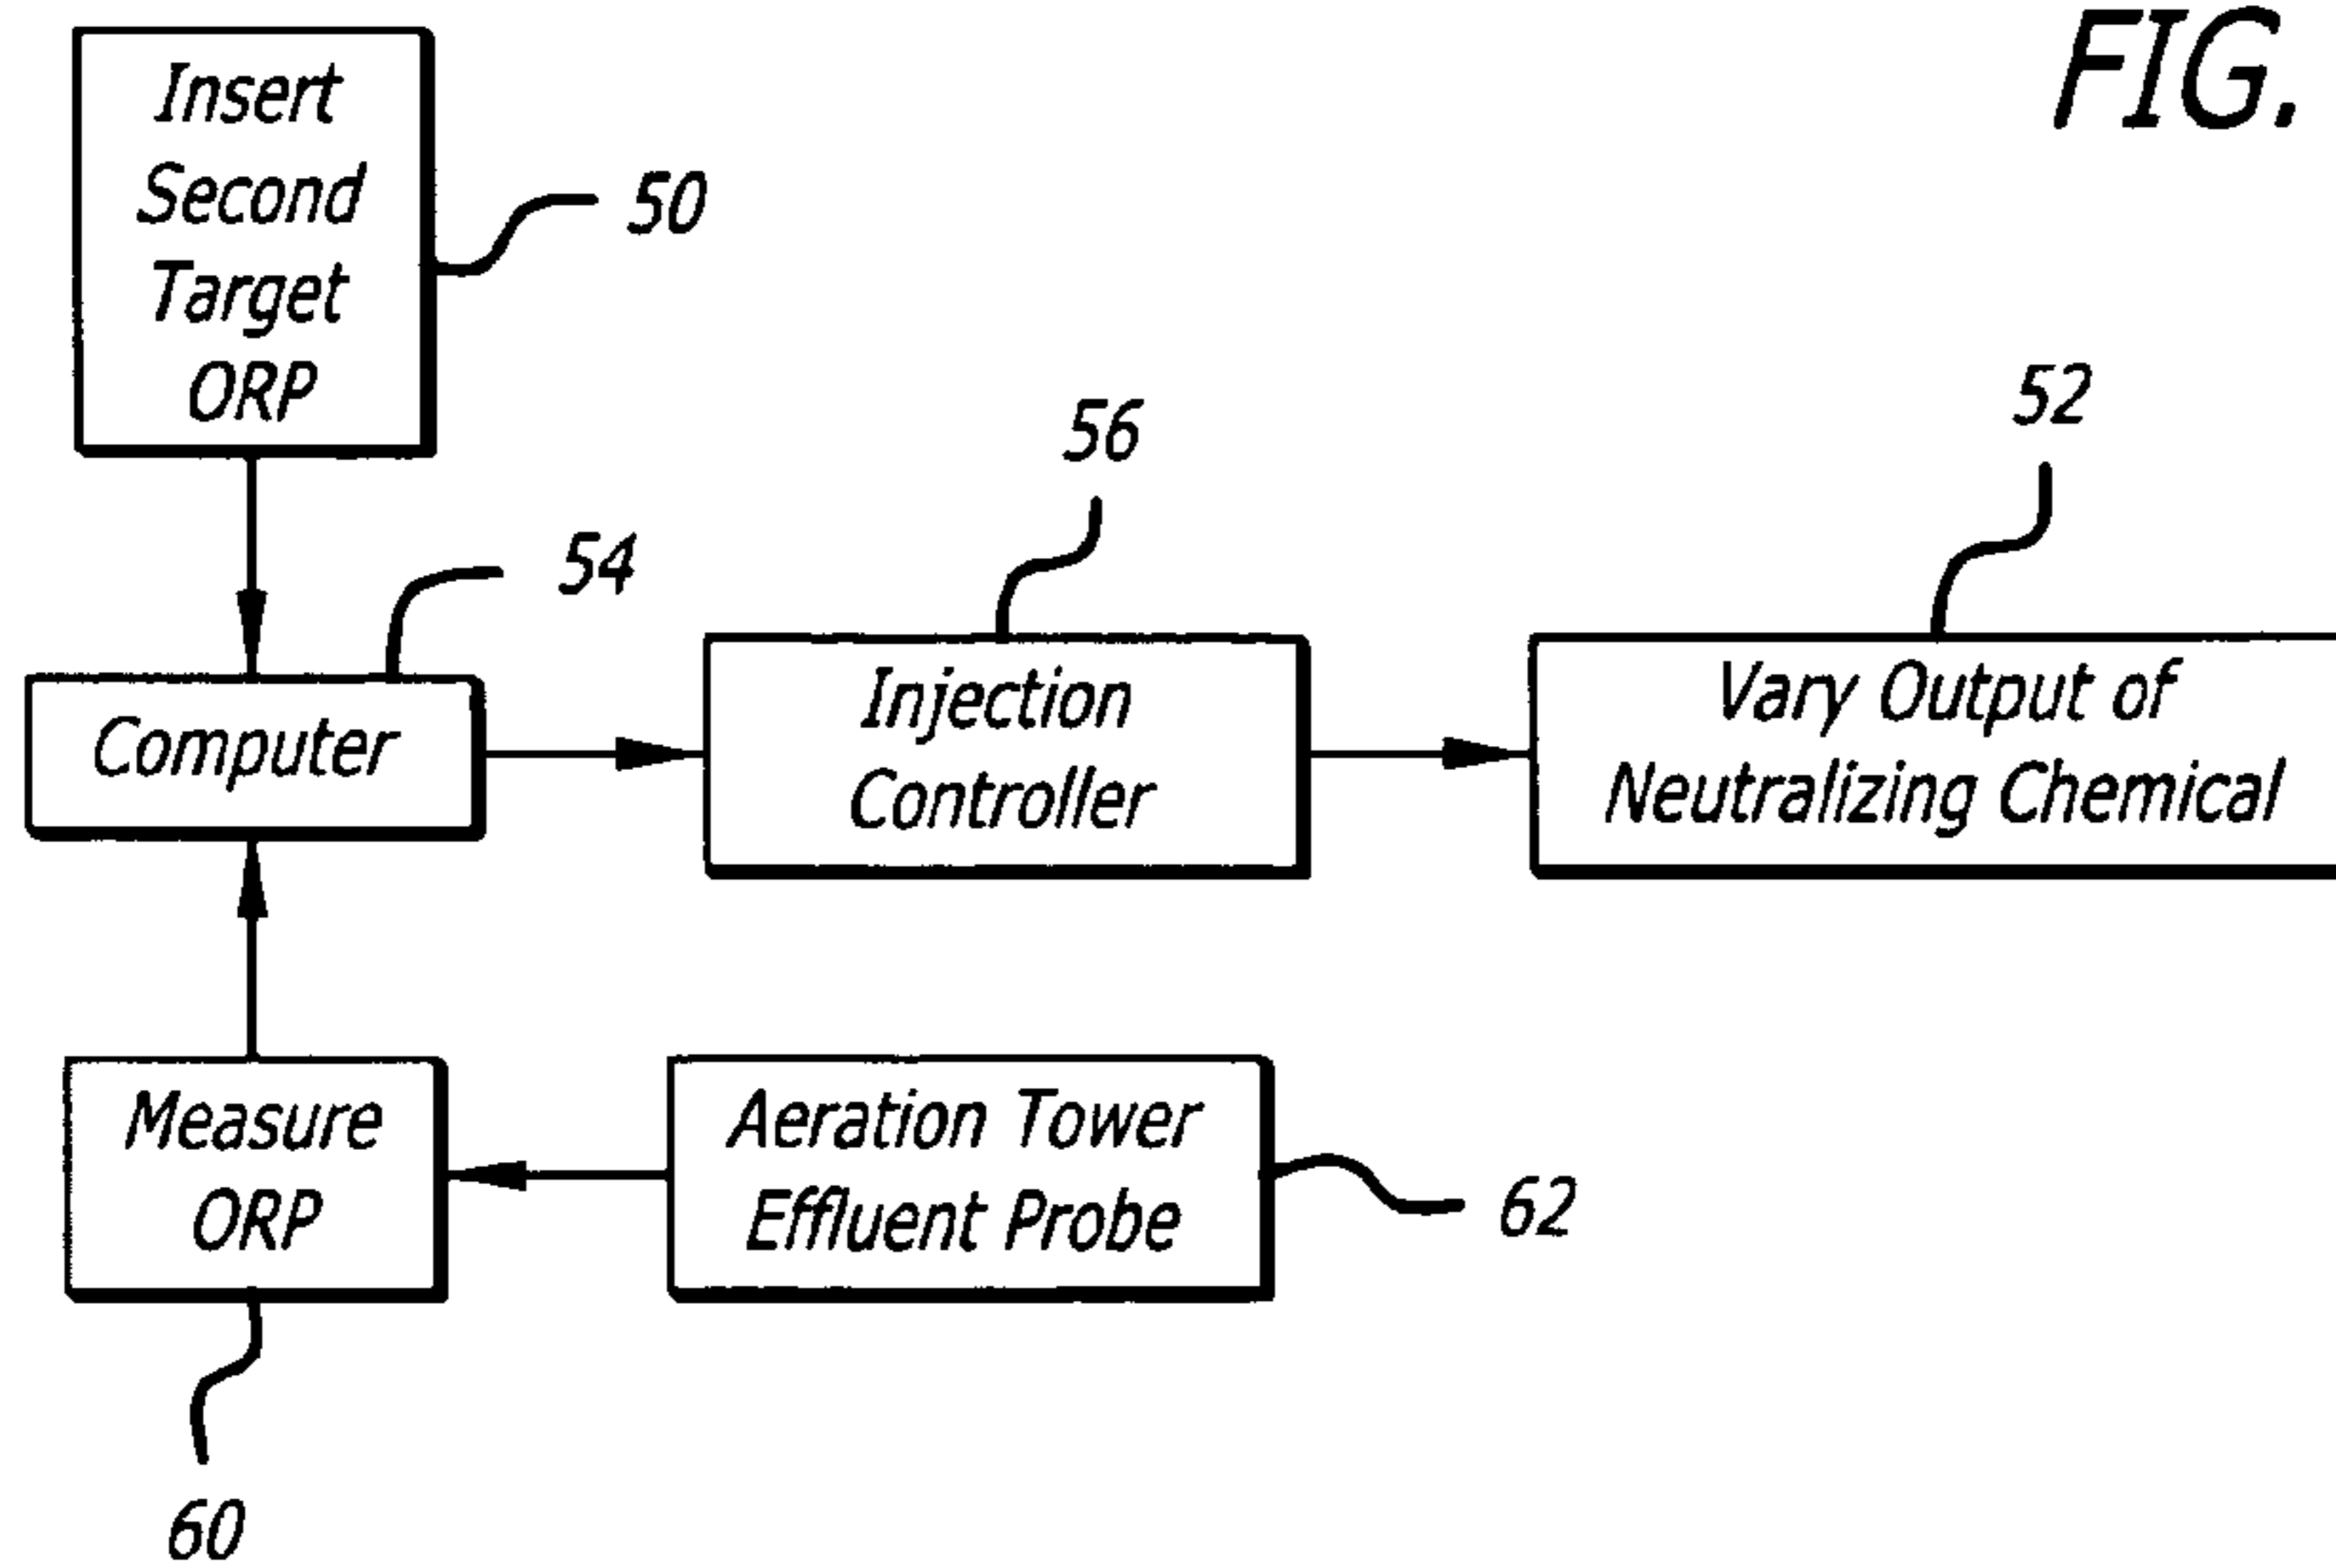 FIG.
Insert
Second
Target
ORP
50
56
52
54
Computer
Injection
Controller
Vary Output of
Neutralizing Chemical
Measure
ORP
Aeration Tower
Effluent Probe
62
60